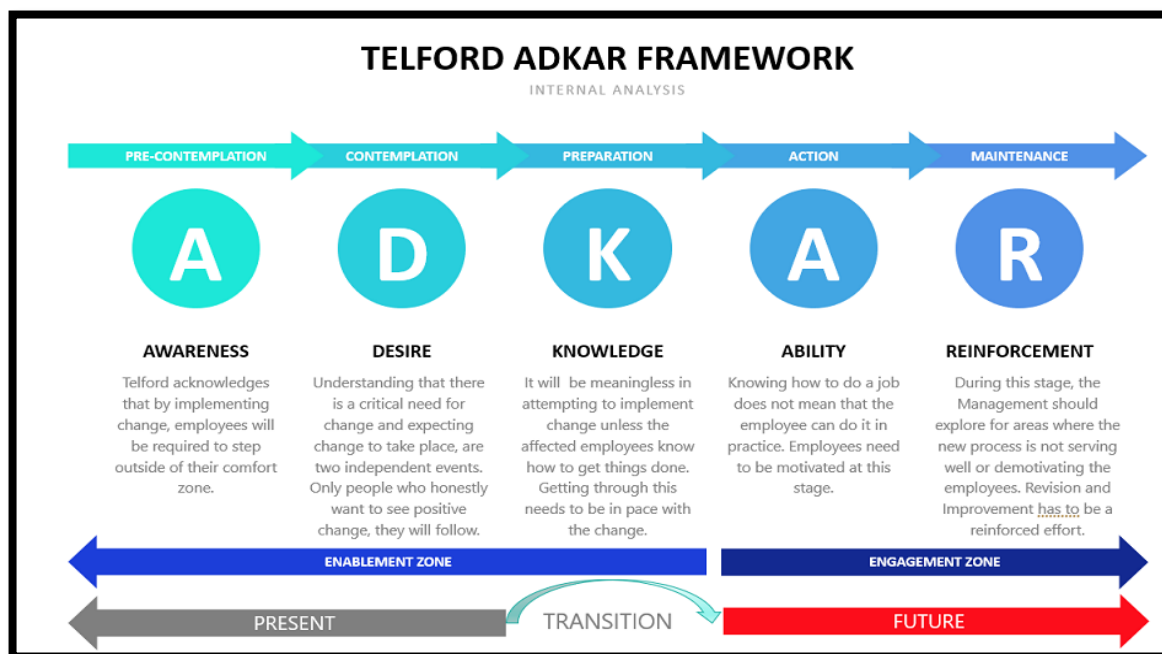 TELFORD ADKAR FRAMEWORK
INTERNAL ANALYSIS
PRE-CONTEMPLATION
CONTEMPLATION
PREPARATION
ACTION
MAINTENANCE
A
D
K
A
R
AWARENESS
Telford acknowledges
that by implementing
change, employees will
be required to step
outside of their comfort
zone.
DESIRE
Understanding that there
is a critical need for
change and expecting
change to take place, are
two independent events.
Only people who honestly
want to see positive
change, they will follow.
KNOWLEDGE
It will be meaningless in
attempting to implement
change unless the
affected employees know
how to get things done.
Getting through this
needs to be in pace with
the change.
ABILITY
Knowing how to do a job
does not mean that the
employee can do it in
practice. Employees need
to be motivated at this
stage.
REINFORCEMENT
During this stage, the
Management should
explore for areas where the
new process is not serving
well or demotivating the
employees. Revision and
Improvement has to be a
reinforced effort.
ENABLEMENT ZONE
ENGAGEMENT ZONE
PRESENT
TRANSITION
FUTURE